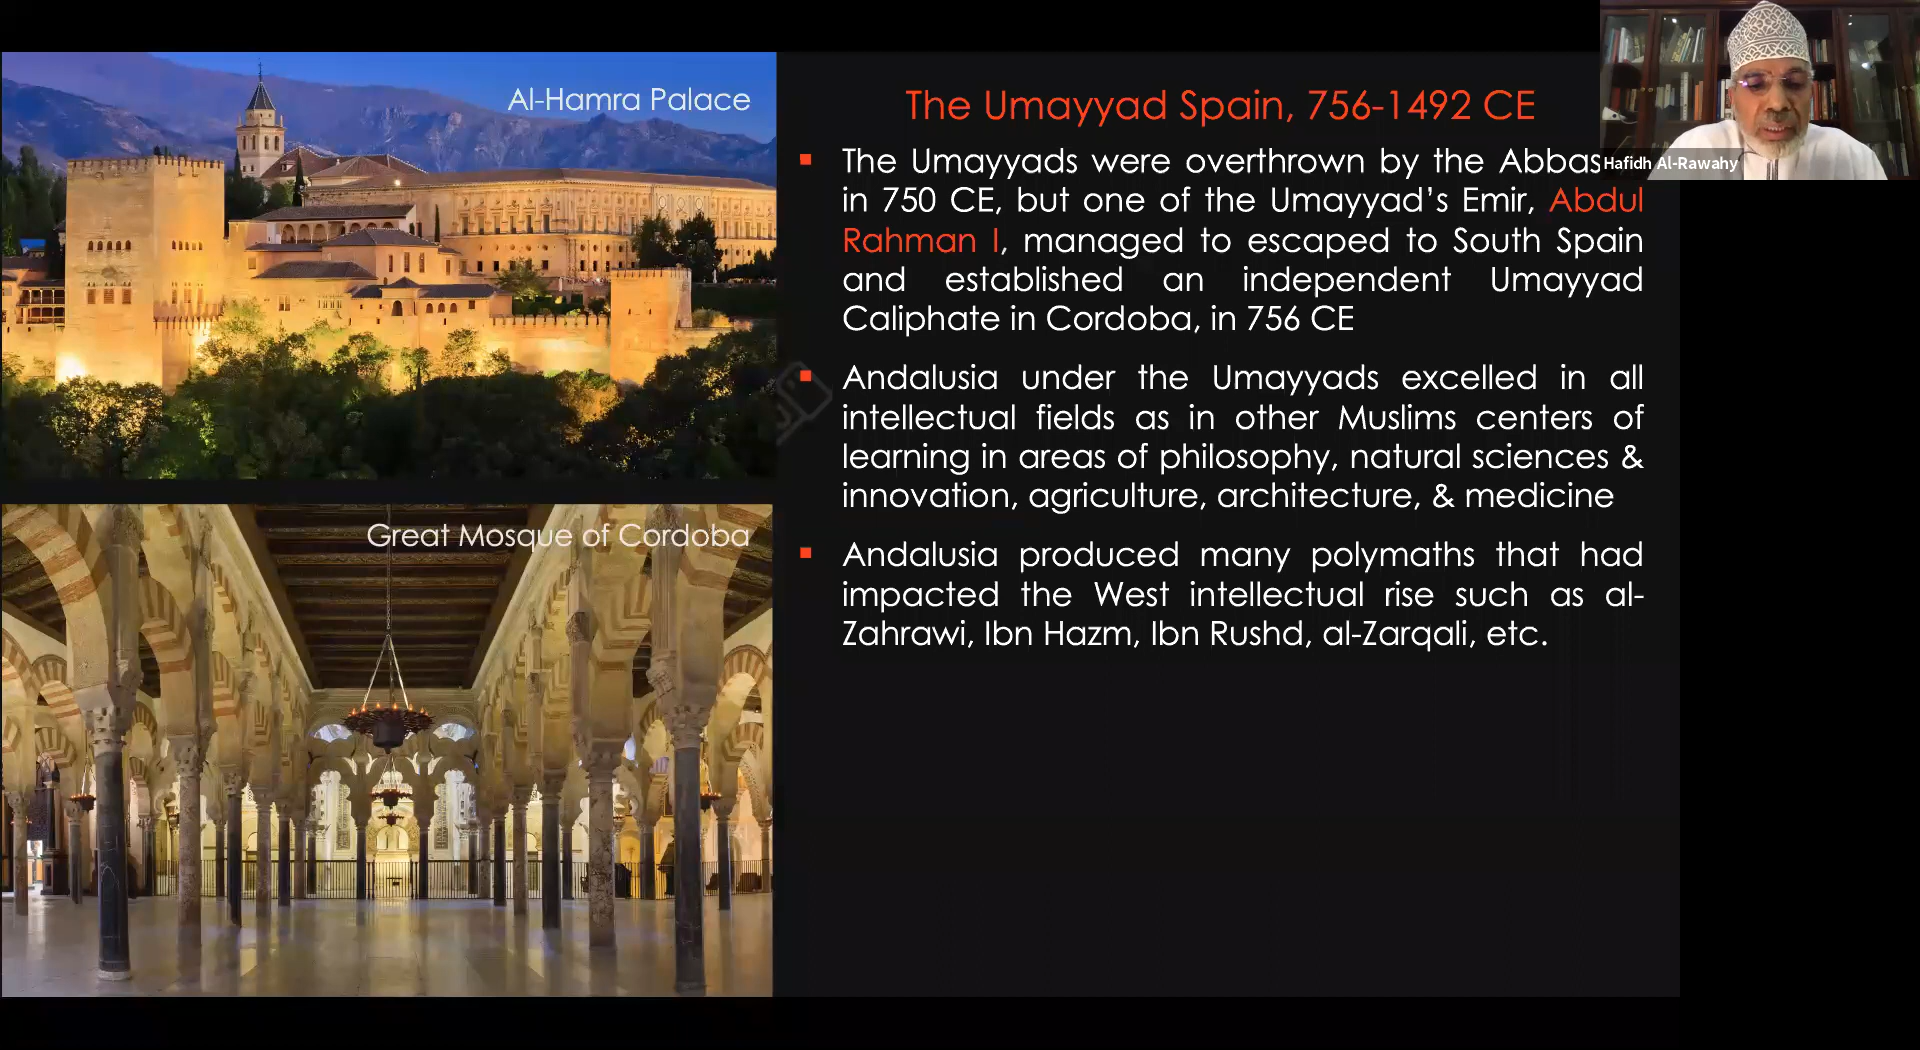 Al-Hamra Palace
Great Mosque of Cordoba
The Umayyad Spain, 756-1492 CE
The Umayyads were overthrown by the
in 750 CE, but one of the Umayyad’s Emir, Abdul
Rahman I, managed to escaped to South Spain
and established an independent Umayyad
Caliphate in Cordoba, in 756 CE
Andalusia under the Umayyads excelled in all
intellectual fields as in other Muslims centers of
learning in areas of philosophy, natural sciences &
innovation, agriculture, architecture, & medicine
Andalusia produced many polymaths that had
impacted the West intellectual rise such as al-
Zahrawi, Ibn Hazm, Ibn Rushd, al-Zarqali, etc.
Hafidh Al-Rawahy